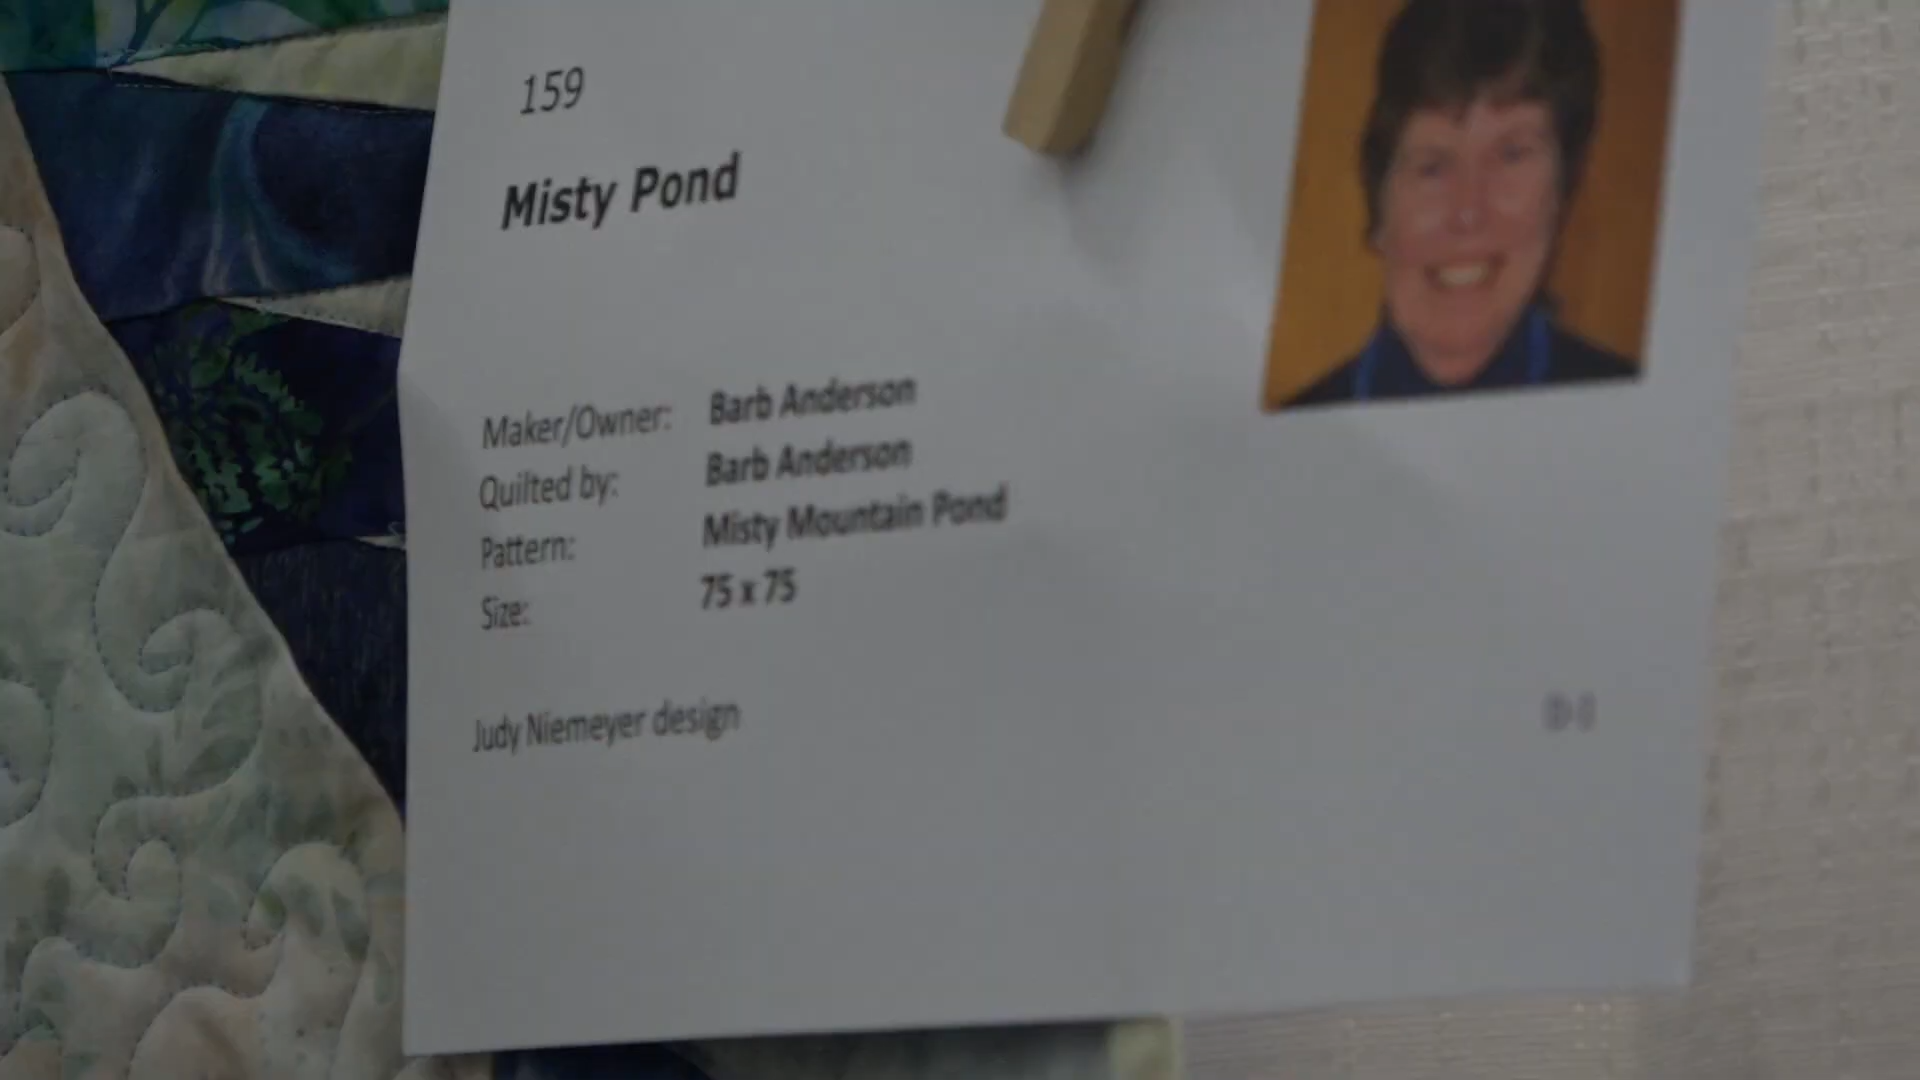 159
Misty Pond
Maker/Owner: Barb Anderson
Quilted by: Barb Anderson
Pattern: Misty Mountain Pond
Size: 75 x 75
Judy Niemeyer design